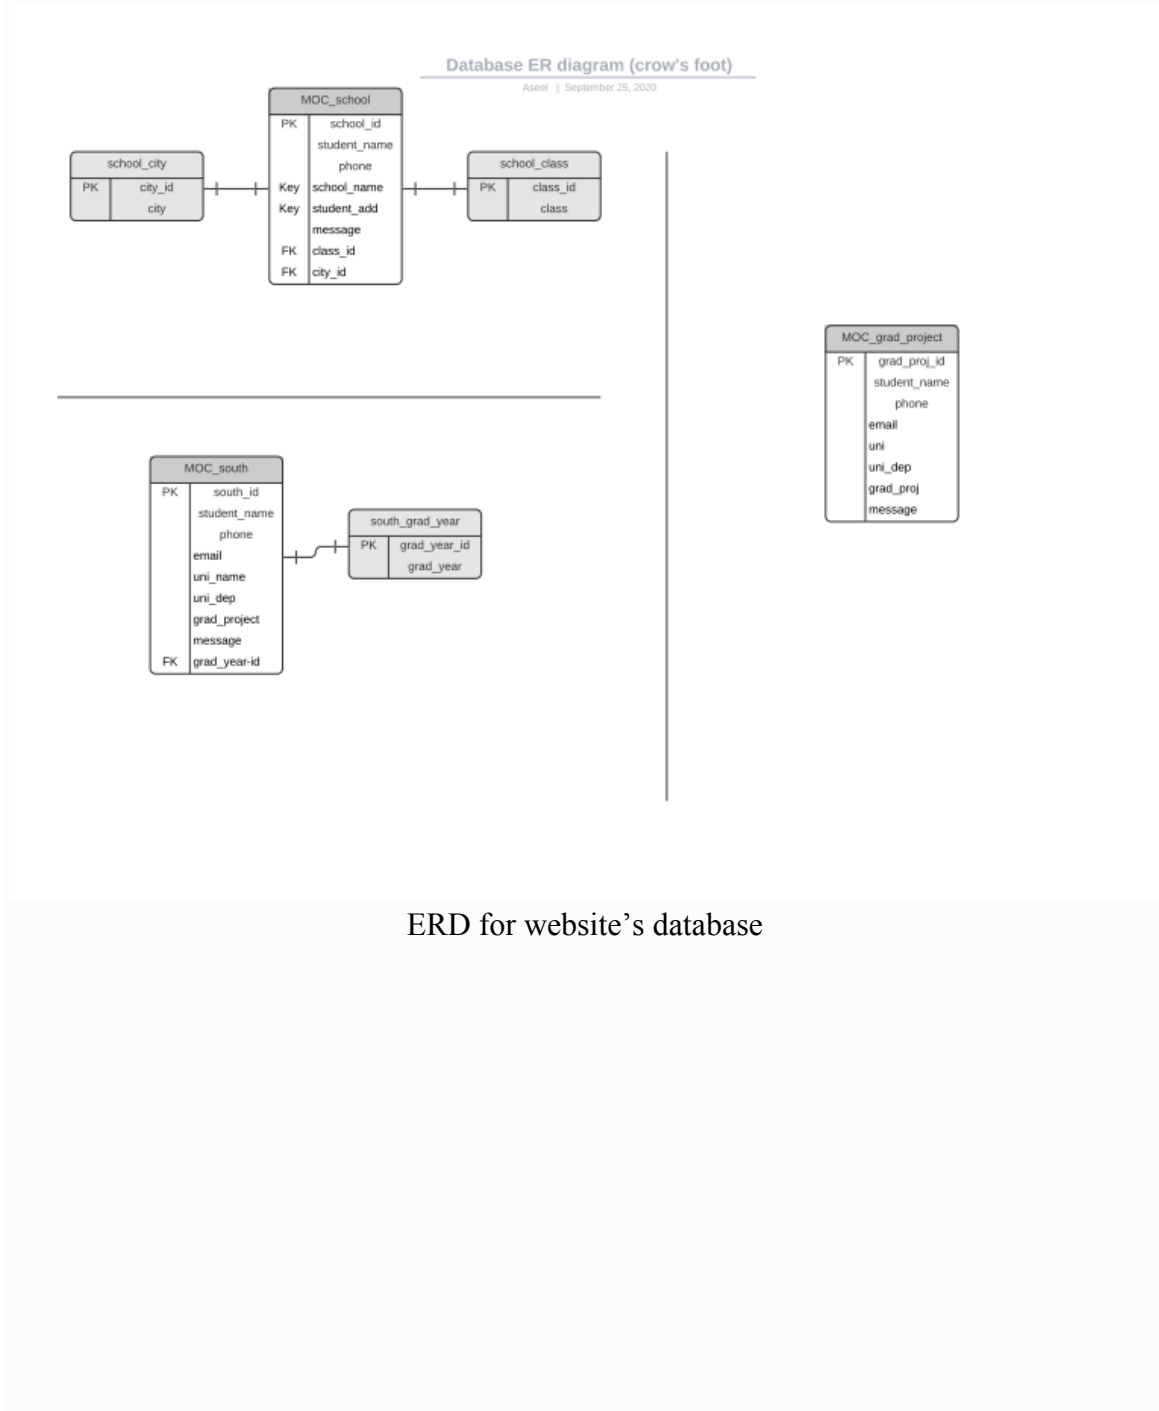 Database ER diagram (crow's foot)
Aseel | September 25, 2020
MOC_school
PK school_id
student_name
phone
Key school_name
Key student_add
message
FK class_id
FK city_id
school_city
PK city_id
city
school_class
PK class_id
class
MOC_grad_project
PK grad_proj_id
student_name
phone
email
uni
uni_dep
grad_proj
message
MOC_south
PK south_id
student_name
phone
email
uni_name
uni_dep
grad_project
message
FK grad_year-id
south_grad_year
PK grad_year_id
grad_year
ERD for website’s database